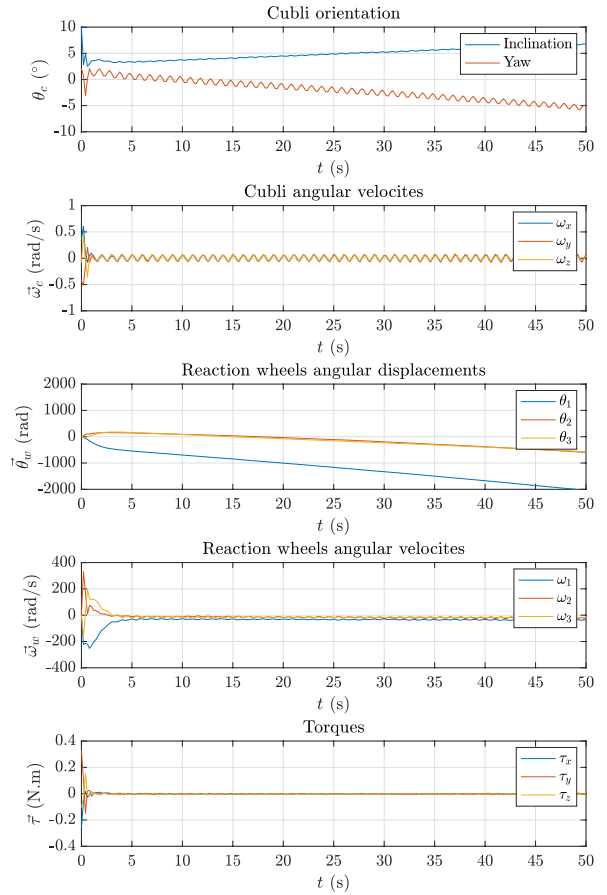 Cubli orientation
10
5
0
-5
-10
θc (°)
Inclination
Yaw
0 5 10 15 20 25 30 35 40 45 50
t (s)
Cubli angular velocites
1
0.5
0
-0.5
-1
ω⃗c (rad/s)
ωx
ωy
ωz
0 5 10 15 20 25 30 35 40 45 50
t (s)
Reaction wheels angular displacements
2000
1000
0
-1000
-2000
θ⃗w (rad)
θ1
θ2
θ3
0 5 10 15 20 25 30 35 40 45 50
t (s)
Reaction wheels angular velocites
400
200
0
-200
-400
ω⃗w (rad/s)
ω1
ω2
ω3
0 5 10 15 20 25 30 35 40 45 50
t (s)
Torques
0.4
0.2
0
-0.2
-0.4
τ⃗ (N.m)
τx
τy
τz
0 5 10 15 20 25 30 35 40 45 50
t (s)